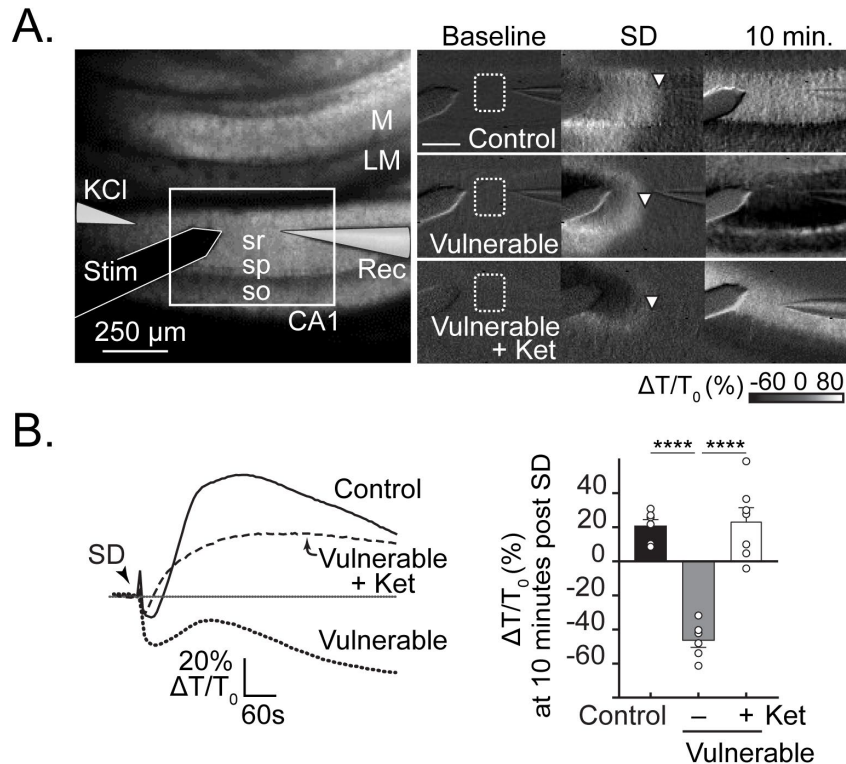 A.
Baseline SD 10 min.
M
LM
KCl
Stim
sr
sp
so
Rec
CA1
250 µm
Control
Vulnerable
Vulnerable
+ Ket
ΔT/T0 (%) -60 0 80
B.
SD
Control
Vulnerable
+ Ket
Vulnerable
20%
ΔT/T0
60s
**** ****
ΔT/T0 (%)
at 10 minutes post SD
40
20
0
-20
-40
-60
Control – + Ket
Vulnerable